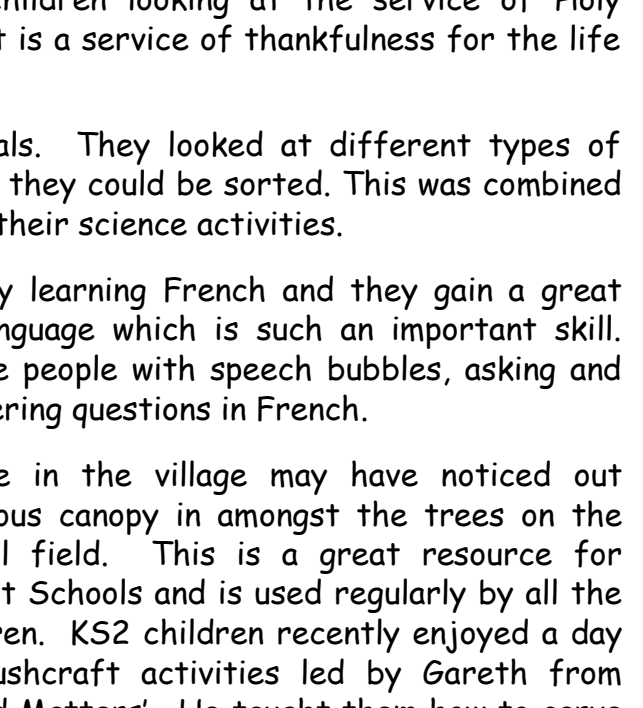 children looking at the service of Holy
t is a service of thankfulness for the life
als. They looked at different types of
they could be sorted. This was combined
their science activities.
y learning French and they gain a great
nguage which is such an important skill.
e people with speech bubbles, asking and
ering questions in French.
e in the village may have noticed out
ous canopy in amongst the trees on the
l field. This is a great resource for
t Schools and is used regularly by all the
ren. KS2 children recently enjoyed a day
ushcraft activities led by Gareth from
d Matters'. He taught them how to carve